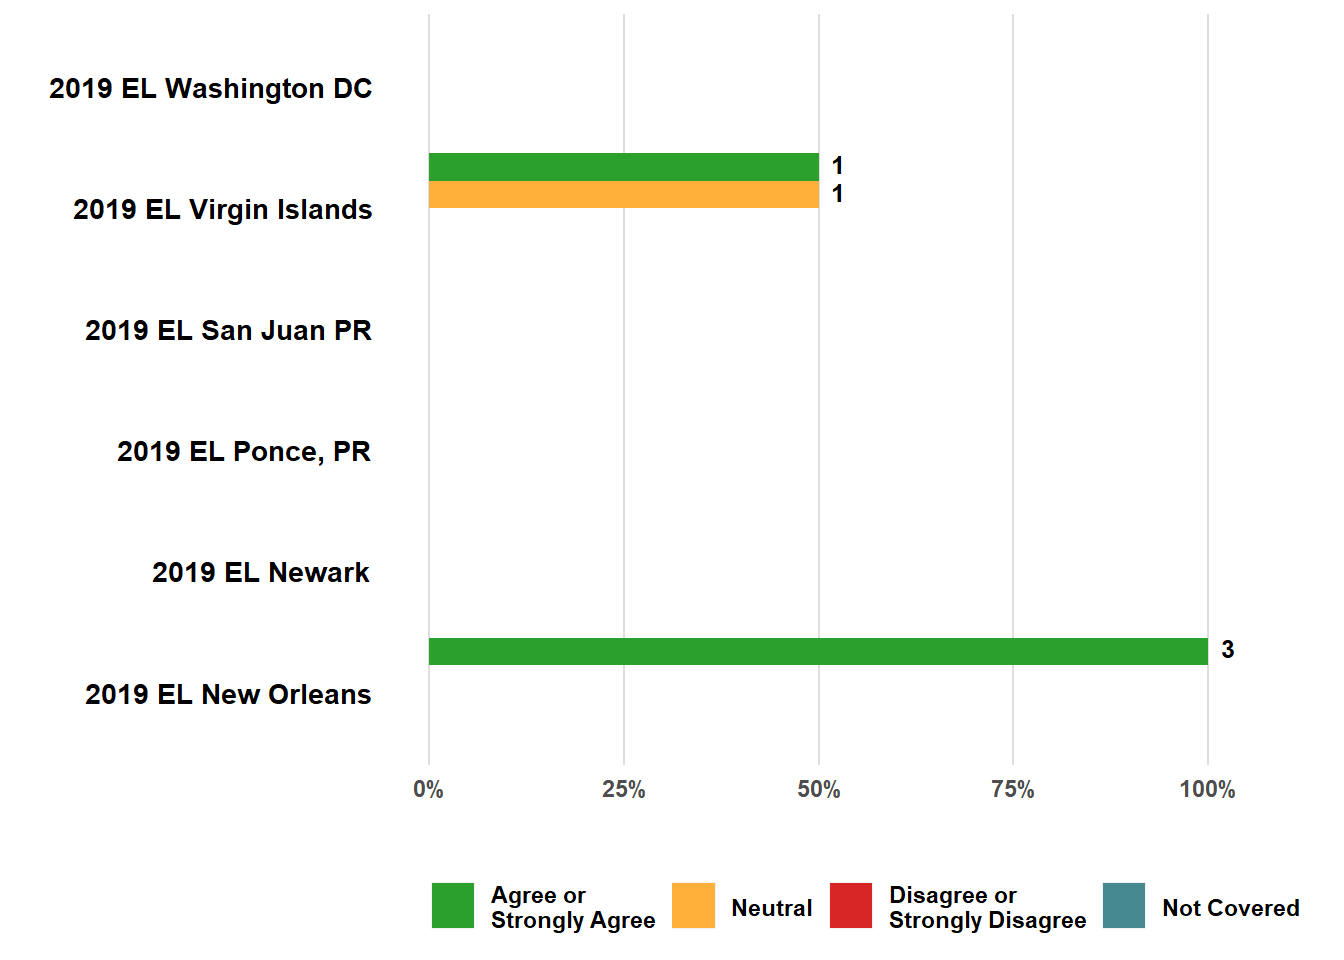 2019 EL Washington DC
1
1
2019 EL Virgin Islands
2019 EL San Juan PR
2019 EL Ponce, PR
2019 EL Newark
3
2019 EL New Orleans
0% 25% 50% 75% 100%
Agree or
Strongly Agree
Neutral
Disagree or
Strongly Disagree
Not Covered